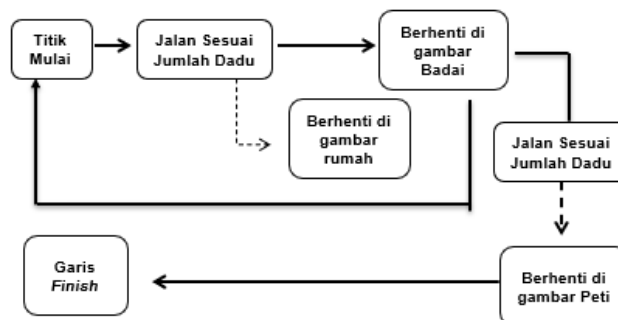 Titik
Mulai
Jalan Sesuai
Jumlah Dadu
Berhenti di
gambar
Badai
Berhenti di
gambar
rumah
Jalan Sesuai
Jumlah Dadu
Berhenti di
gambar Peti
Garis
Finish